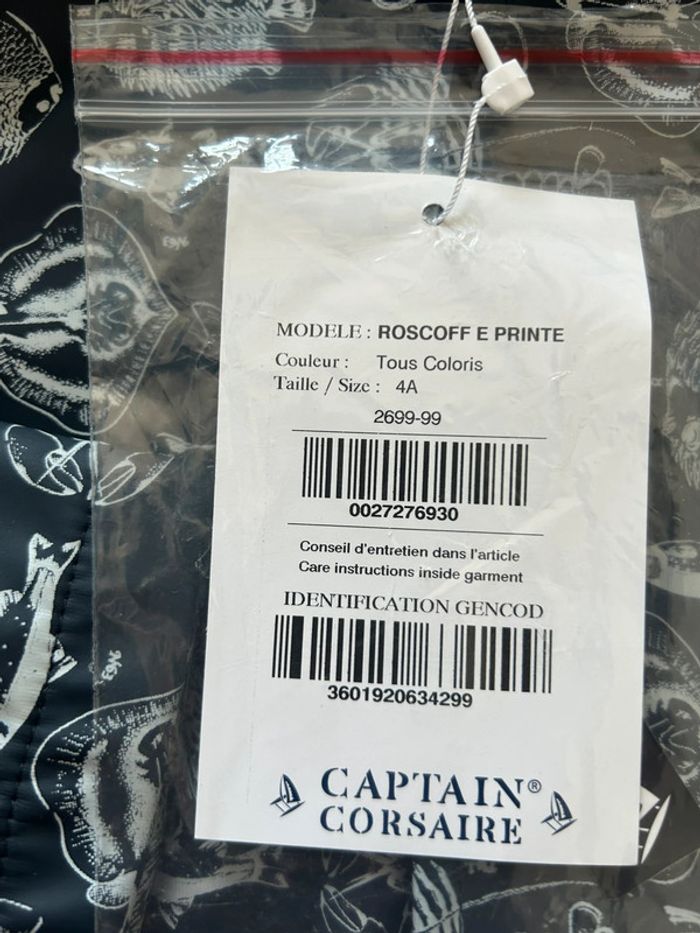 MODELE : ROSCOFF E PRINTE
Couleur : Tous Coloris
Taille / Size : 4A
2699-99
0027276930
Conseil d'entretien dans l'article
Care instructions inside garment
IDENTIFICATION GENCOD
3601920634299
CAPTAIN®
CORSAIRE